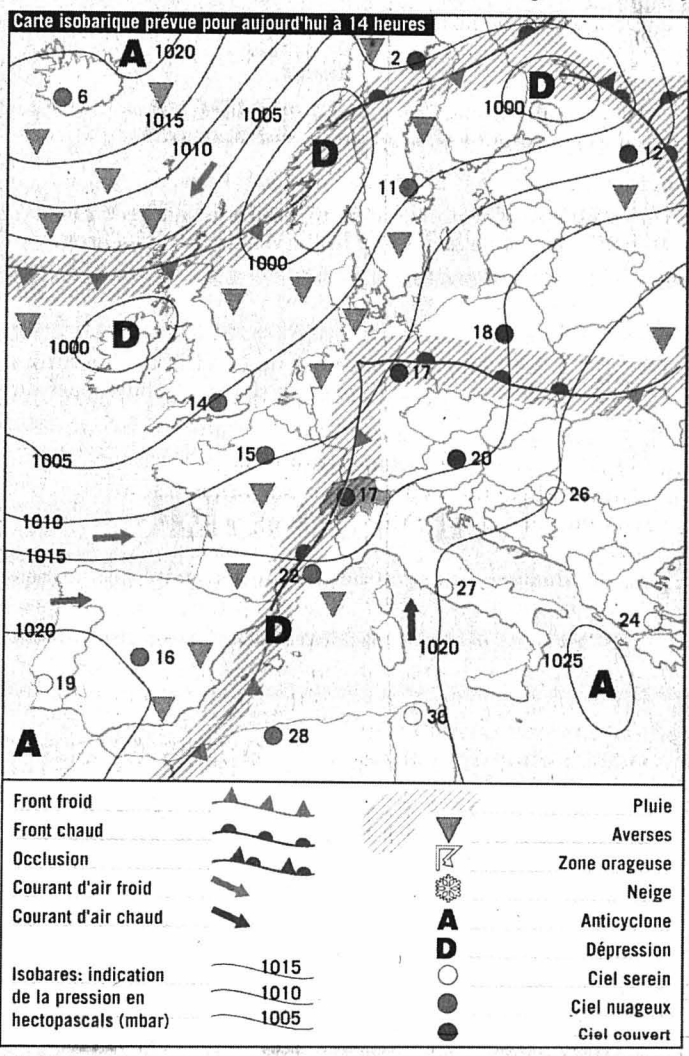 Carte isobarique prévue pour aujourd'hui à 14 heures
A 1020
2
6
D
1005
1000
1015
1010
D
12
11
1000
1000
D
18
17
14
1005
15
20
17
26
1010
1015
22
27
24
1020
D
1020
1025
A
16
19
30
A
28
Front froid
Front chaud
Occlusion
Courant d'air froid
Courant d'air chaud
Isobares: indication
de la pression en
hectopascals (mbar)
1015
1010
1005
Pluie
Averses
Zone orageuse
Neige
A Anticyclone
D Dépression
Ciel serein
Ciel nuageux
Ciel couvert